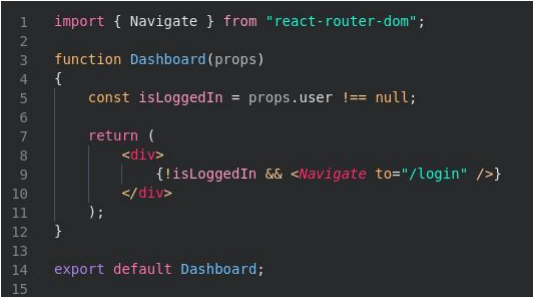 1 import { Navigate } from "react-router-dom";
2
3 function Dashboard(props)
4 {
5     const isLoggedIn = props.user !== null;
6
7     return (
8         <div>
9             {!isLoggedIn && <Navigate to="/login" />}
10         </div>
11     );
12 }
13
14 export default Dashboard;
15